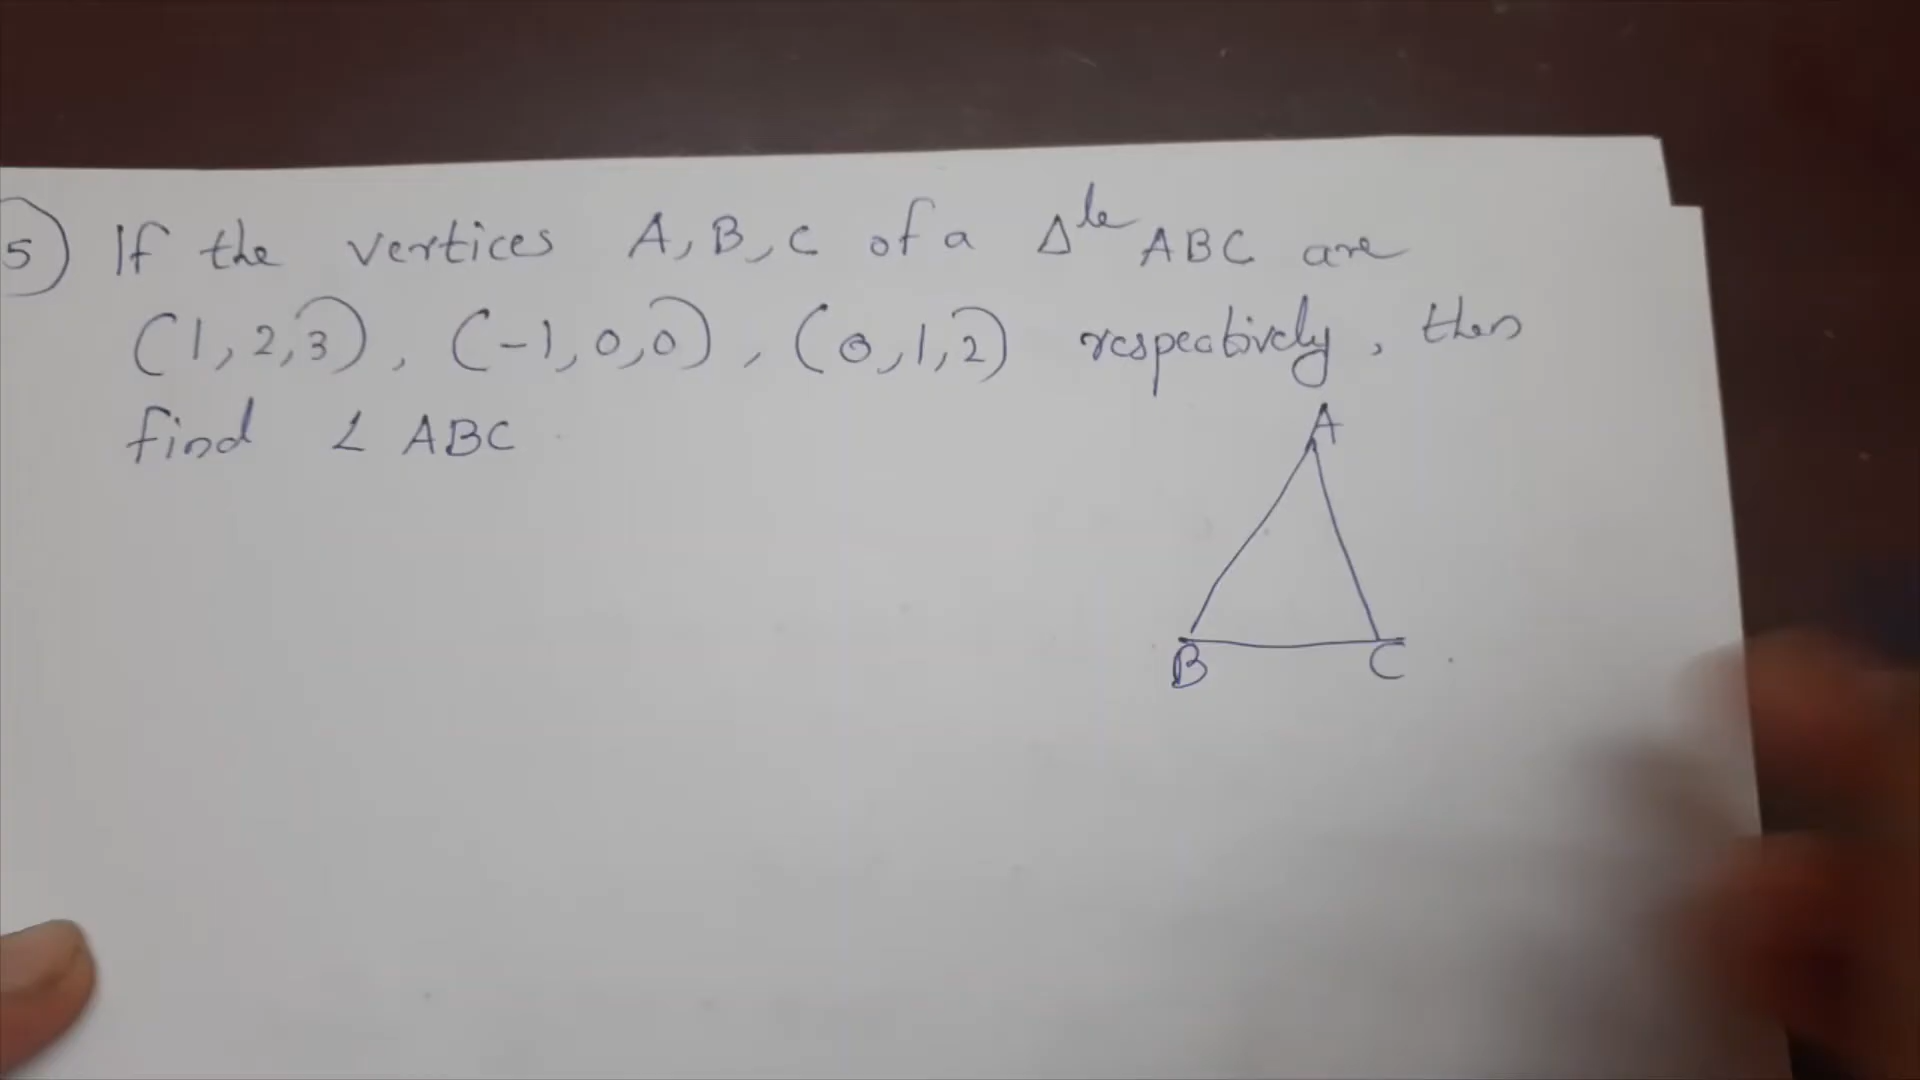 5) If the vertices A, B, C of a Δle ABC are
(1,2,3), (-1,0,0), (0,1,2) respectively, then
find ∠ ABC
A
B C